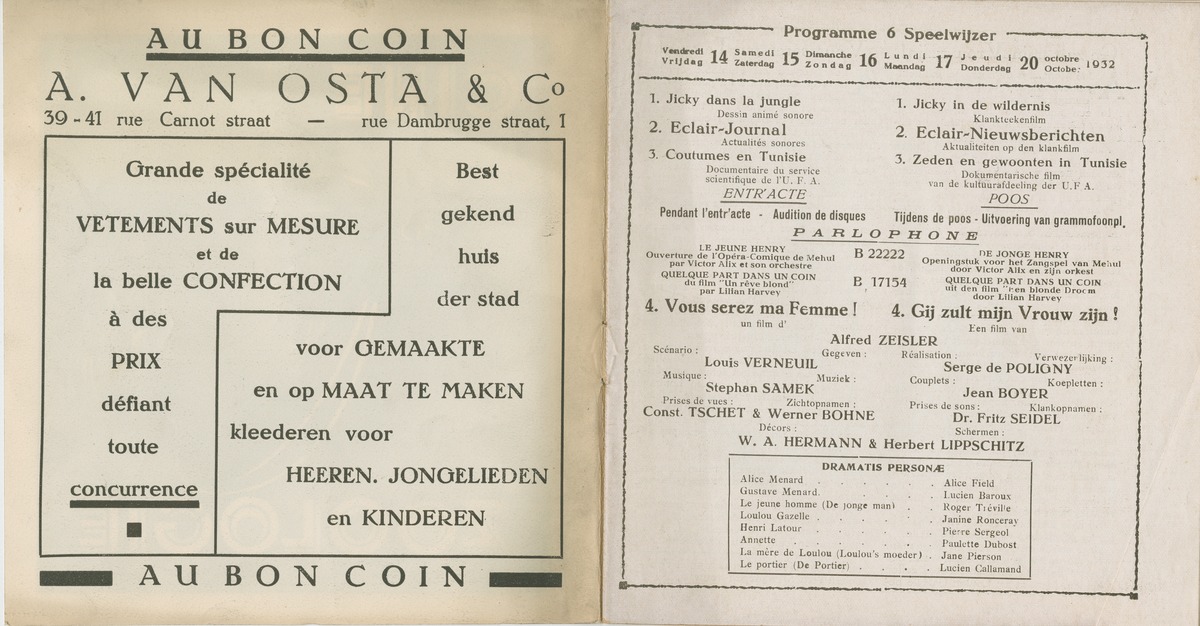 AU BON COIN
A. VAN OSTA & Co
39-41 rue Carnot straat — rue Dambrugge straat, 1
Grande spécialité
de
VETEMENTS sur MESURE
et de
la belle CONFECTION
à des
PRIX
défiant
toute
concurrence
Best
gekend
huis
der stad
voor GEMAAKTE
en op MAAT TE MAKEN
kleederen voor
HEEREN. JONGELIEDEN
en KINDEREN
AU BON COIN
Programme 6 Speelwijzer
Vendredi 14 Samedi 15 Dimanche 16 Lundi 17 Jeudi 20 octobre 1932
Vrijdag Zaterdag Zondag Maandag Donderdag Octobe:
1. Jicky dans la jungle
Dessin animé sonore
2. Eclair-Journal
Actualités sonores
3. Coutumes en Tunisie
Documentaire du service
scientifique de l'U. F. A.
ENTR'ACTE
Pendant l'entr'acte - Audition de disques
1. Jicky in de wildernis
Klankteekenfilm
2. Eclair-Nieuwsberichten
Aktualiteiten op den klankfilm
3. Zeden en gewoonten in Tunisie
Dokumentarische film
van de kultuurafdeeling der U.F A.
POOS
Tijdens de poos - Uitvoering van grammofoonpl.
PARLOPHONE
LE JEUNE HENRY
Ouverture de l'Opéra-Comique de Mehul
par Victor Alix et son orchestre
B 22222
DE JONGE HENRY
Openingstuk voor het Zangspel van Mehul
door Victor Alix en zijn orkest
QUELQUE PART DANS UN COIN
du film "Un rêve blond"
par Lilian Harvey
B 17154
QUELQUE PART DANS UN COIN
uit den film "Een blonde Droom
door Lilian Harvey
4. Vous serez ma Femme !
un film d'
4. Gij zult mijn Vrouw zijn !
Een film van
Alfred ZEISLER
Scénario : Gegeven :
Louis VERNEUIL
Réalisation : Verwezerlijking :
Serge de POLIGNY
Musique : Muziek :
Stephan SAMEK
Couplets : Koepletten :
Jean BOYER
Prises de vues : Zichtopnamen :
Const. TSCHET & Werner BOHNE
Prises de sons : Klankopnamen :
Dr. Fritz SEIDEL
Décors : Schermen :
W. A. HERMANN & Herbert LIPPSCHITZ
DRAMATIS PERSONÆ
Alice Menard . . . . . . Alice Field
Gustave Menard. . . . . Lucien Baroux
Le jeune homme (De jonge man) . . Roger Tréville
Loulou Gazelle . . . . . . Janine Ronceray
Henri Latour . . . . . . Pierre Sergeol
Annette . . . . . . Paulette Dubost
La mère de Loulou (Loulou's moeder) . Jane Pierson
Le portier (De Portier) . . . . Lucien Callamand